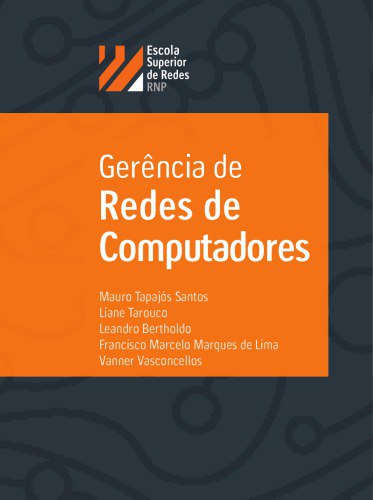 Escola
Superior
de Redes
RNP
Gerência de
Redes de
Computadores
Mauro Tapajós Santos
Liane Tarouco
Leandro Bertholdo
Francisco Marcelo Marques de Lima
Vanner Vasconcellos